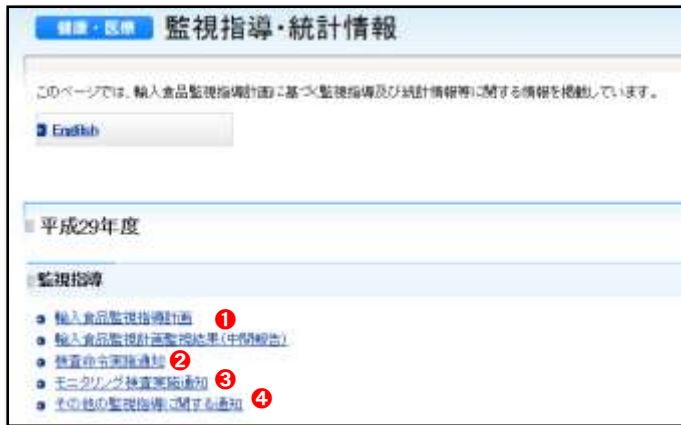 健康・医療 監視指導・統計情報
このページでは、輸入食品監視指導計画に基づく監視指導及び統計情報等に関する情報を掲載しています。
English
平成29年度
監視指導
輸入食品監視指導計画 ❶
輸入食品監視計画監視結果(中間報告)
検査命令実施通知 ❷
モニタリング検査実施通知 ❸
その他の監視指導に関する通知 ❹